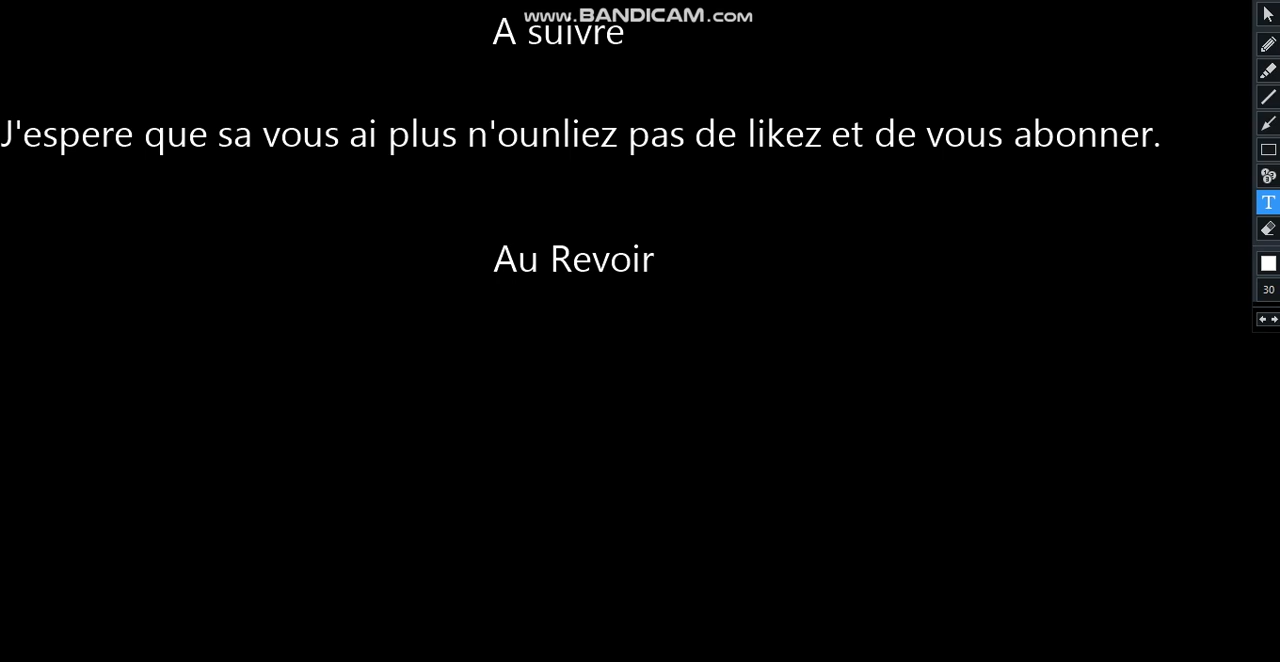 www.BANDICAM.com
A suivre
J'espere que sa vous ai plus n'ounliez pas de likez et de vous abonner.
Au Revoir
T
30